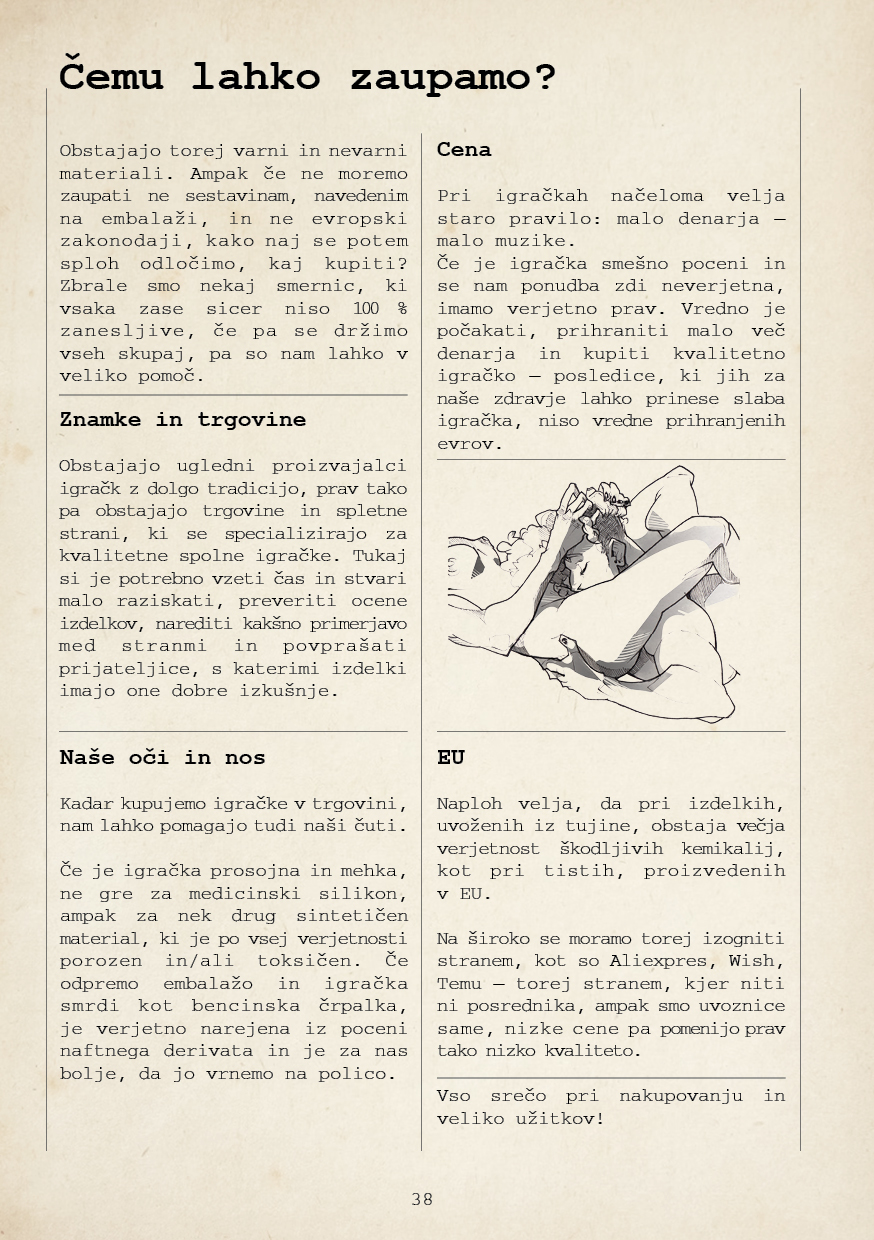 Čemu lahko zaupamo?
Obstajajo torej varni in nevarni
materiali. Ampak če ne moremo
zaupati ne sestavinam, navedenim
na embalaži, in ne evropski
zakonodaji, kako naj se potem
sploh odločimo, kaj kupiti?
Zbrale smo nekaj smernic, ki
vsaka zase sicer niso 100 %
zanesljive, če pa se držimo
vseh skupaj, pa so nam lahko v
veliko pomoč.
Znamke in trgovine
Obstajajo ugledni proizvajalci
igračk z dolgo tradicijo, prav tako
pa obstajajo trgovine in spletne
strani, ki se specializirajo za
kvalitetne spolne igračke. Tukaj
si je potrebno vzeti čas in stvari
malo raziskati, preveriti ocene
izdelkov, narediti kakšno primerjavo
med stranmi in povprašati
prijateljice, s katerimi izdelki
imajo one dobre izkušnje.
Naše oči in nos
Kadar kupujemo igračke v trgovini,
nam lahko pomagajo tudi naši čuti.
Če je igračka prosojna in mehka,
ne gre za medicinski silikon,
ampak za nek drug sintetičen
material, ki je po vsej verjetnosti
porozen in/ali toksičen. Če
odpremo embalažo in igračka
smrdi kot bencinska črpalka,
je verjetno narejena iz poceni
naftnega derivata in je za nas
bolje, da jo vrnemo na polico.
Cena
Pri igračkah načeloma velja
staro pravilo: malo denarja –
malo muzike.
Če je igračka smešno poceni in
se nam ponudba zdi neverjetna,
imamo verjetno prav. Vredno je
počakati, prihraniti malo več
denarja in kupiti kvalitetno
igračko – posledice, ki jih za
naše zdravje lahko prinese slaba
igračka, niso vredne prihranjenih
evrov.
EU
Naploh velja, da pri izdelkih,
uvoženih iz tujine, obstaja večja
verjetnost škodljivih kemikalij,
kot pri tistih, proizvedenih
v EU.
Na široko se moramo torej izogniti
stranem, kot so Aliexpres, Wish,
Temu – torej stranem, kjer niti
ni posrednika, ampak smo uvoznice
same, nizke cene pa pomenijo prav
tako nizko kvaliteto.
Vso srečo pri nakupovanju in
veliko užitkov!
38